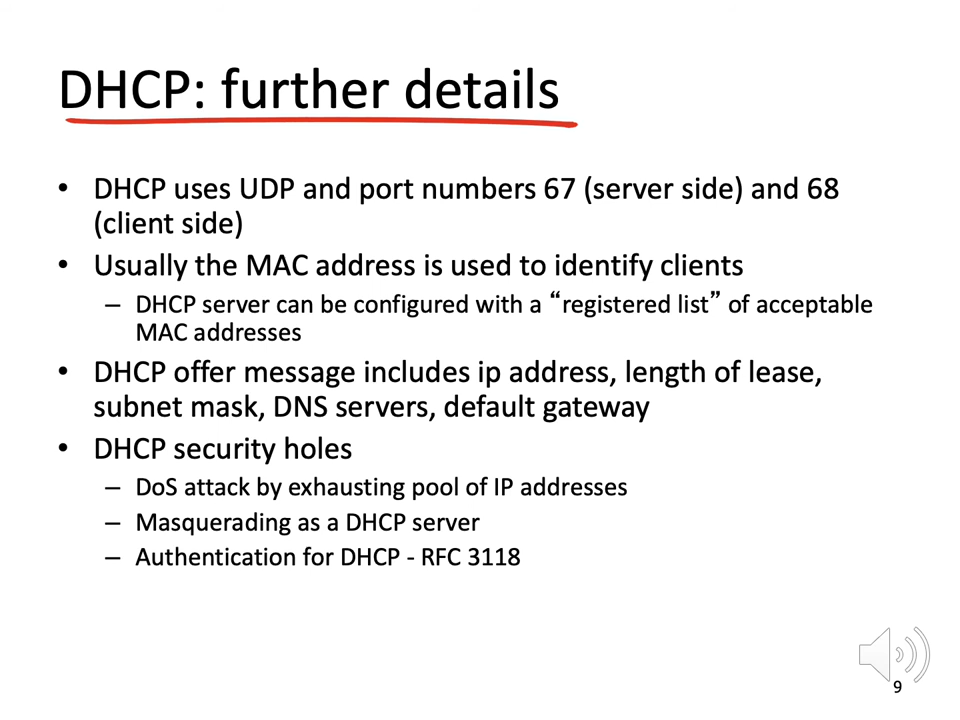 DHCP: further details
• DHCP uses UDP and port numbers 67 (server side) and 68
(client side)
• Usually the MAC address is used to identify clients
– DHCP server can be configured with a “registered list” of acceptable
MAC addresses
• DHCP offer message includes ip address, length of lease,
subnet mask, DNS servers, default gateway
• DHCP security holes
– DoS attack by exhausting pool of IP addresses
– Masquerading as a DHCP server
– Authentication for DHCP - RFC 3118
9